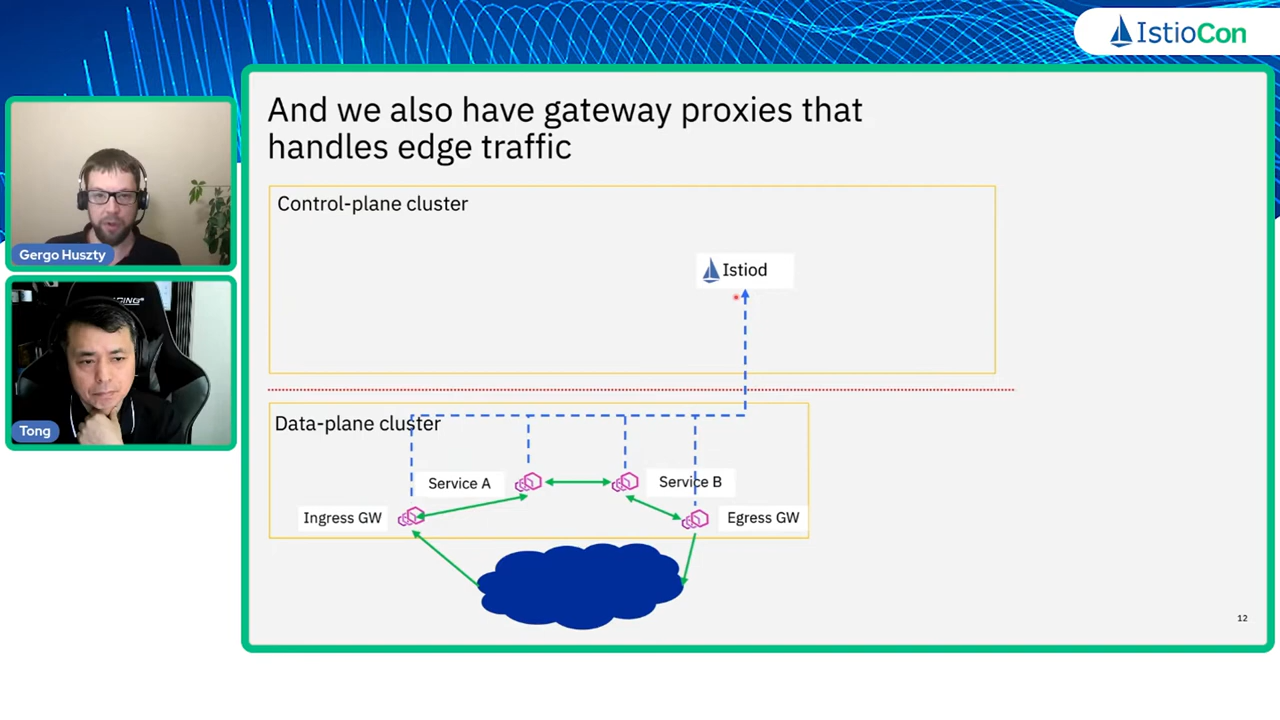 IstioCon
And we also have gateway proxies that
handles edge traffic
Control-plane cluster
Istiod
Gergo Huszty
Tong
Data-plane cluster
Service A
Service B
Ingress GW
Egress GW
12